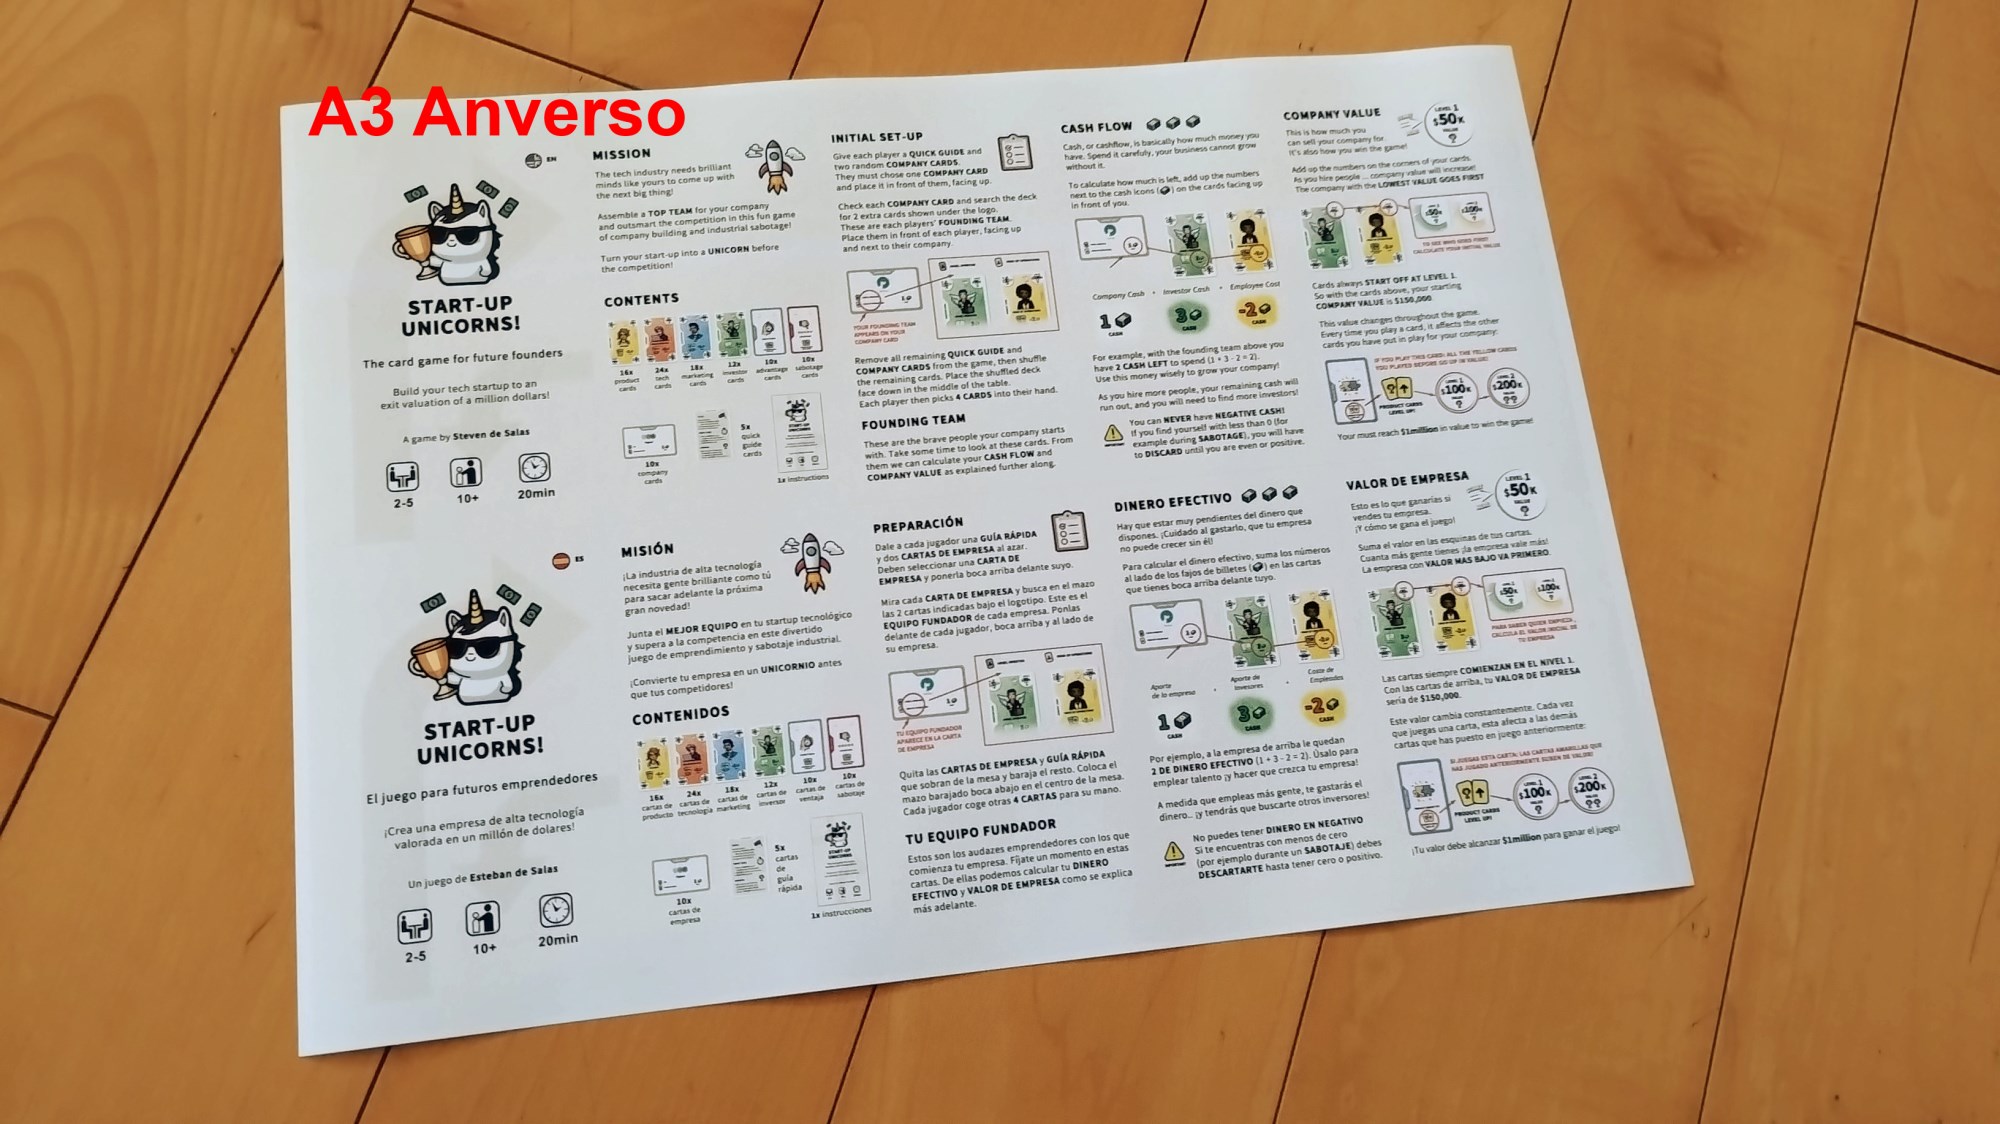 A3 Anverso
EN
START-UP
UNICORNS!
The card game for future founders
Build your tech startup to an
exit valuation of a million dollars!
A game by Steven de Salas
2-5
10+
20min
MISSION
The tech industry needs brilliant
minds like yours to come up with
the next big thing!
Assemble a TOP TEAM for your company
and outsmart the competition in this fun game
of company building and industrial sabotage!
Turn your start-up into a UNICORN before
the competition!
CONTENTS
16x
product
cards
24x
tech
cards
18x
marketing
cards
12x
investor
cards
10x
advantage
cards
10x
sabotage
cards
10x
company
cards
5x
quick
guide
cards
1x instructions
INITIAL SET-UP
Give each player a QUICK GUIDE and
two random COMPANY CARDS.
They must chose one COMPANY CARD
and place it in front of them, facing up.
Check each COMPANY CARD and search the deck
for 2 extra cards shown under the logo.
These are each players' FOUNDING TEAM.
Place them in front of each player, facing up
and next to their company.
YOUR FOUNDING TEAM
APPEARS ON YOUR
COMPANY CARD
Remove all remaining QUICK GUIDE and
COMPANY CARDS from the game, then shuffle
the remaining cards. Place the shuffled deck
face down in the middle of the table.
Each player then picks 4 CARDS into their hand.
FOUNDING TEAM
These are the brave people your company starts
with. Take some time to look at these cards. From
them we can calculate your CASH FLOW and
COMPANY VALUE as explained further along.
CASH FLOW
Cash, or cashflow, is basically how much money you
have. Spend it carefuly, your business cannot grow
without it.
To calculate how much is left, add up the numbers
next to the cash icons ( ) on the cards facing up
in front of you.
Company Cash + Investor Cash + Employee Cost
1
CASH
3
CASH
-2
CASH
For example, with the founding team above you
have 2 CASH LEFT to spend (1 + 3 - 2 = 2).
Use this money wisely to grow your company!
As you hire more people, your remaining cash will
run out, and you will need to find more investors!
You can NEVER have NEGATIVE CASH!
If you find yourself with less than 0 (for
example during SABOTAGE), you will have
to DISCARD until you are even or positive.
COMPANY VALUE
LEVEL 1
$50K
VALUE
This is how much you
can sell your company for.
It's also how you win the game!
Add up the numbers on the corners of your cards.
As you hire people ... company value will increase!
The company with the LOWEST VALUE GOES FIRST
TO SEE WHO GOES FIRST
CALCULATE YOUR INITIAL VALUE
Cards always START OFF AT LEVEL 1.
So with the cards above, your starting
COMPANY VALUE is $150,000.
This value changes throughout the game.
Every time you play a card, it affects the other
cards you have put in play for your company:
IF YOU PLAY THIS CARD: ALL THE YELLOW CARDS
YOU PLAYED BEFORE GO UP IN VALUE!
PRODUCT CARDS
LEVEL UP!
LEVEL 1
$100K
VALUE
LEVEL 2
$200K
VALUE
Your must reach $1million in value to win the game!
ES
START-UP
UNICORNS!
El juego para futuros emprendedores
¡Crea una empresa de alta tecnología
valorada en un millón de dolares!
Un juego de Esteban de Salas
2-5
10+
20min
MISIÓN
¡La industria de alta tecnología
necesita gente brillante como tú
para sacar adelante la próxima
gran novedad!
Junta el MEJOR EQUIPO en tu startup tecnológico
y supera a la competencia en este divertido
juego de emprendimiento y sabotaje industrial.
¡Convierte tu empresa en un UNICORNIO antes
que tus competidores!
CONTENIDOS
16x
cartas de
producto
24x
cartas de
tecnología
18x
cartas de
marketing
12x
cartas de
inversor
10x
cartas de
ventaja
10x
cartas de
sabotaje
10x
cartas de
empresa
5x
cartas
de
guía
rápida
1x instrucciones
PREPARACIÓN
Dale a cada jugador una GUÍA RÁPIDA
y dos CARTAS DE EMPRESA al azar.
Deben seleccionar una CARTA DE
EMPRESA y ponerla boca arriba delante suyo.
Mira cada CARTA DE EMPRESA y busca en el mazo
las 2 cartas indicadas bajo el logotipo. Este es el
EQUIPO FUNDADOR de cada empresa. Ponlas
delante de cada jugador, boca arriba y al lado de
su empresa.
TU EQUIPO FUNDADOR
APARECE EN LA CARTA
DE EMPRESA
Quita las CARTAS DE EMPRESA y GUÍA RÁPIDA
que sobran de la mesa y baraja el resto. Coloca el
mazo barajado boca abajo en el centro de la mesa.
Cada jugador coge otras 4 CARTAS para su mano.
TU EQUIPO FUNDADOR
Estos son los audazes emprendedores con los que
comienza tu empresa. Fíjate un momento en estas
cartas. De ellas podemos calcular tu DINERO
EFECTIVO y VALOR DE EMPRESA como se explica
más adelante.
DINERO EFECTIVO
Hay que estar muy pendientes del dinero que
dispones. ¡Cuidado al gastarlo, que tu empresa
no puede crecer sin él!
Para calcular el dinero efectivo, suma los números
al lado de los fajos de billetes ( ) en las cartas
que tienes boca arriba delante tuyo.
Aporte
de la empresa
Aporte de
Invesores
Coste de
Emplendos
1
CASH
3
CASH
-2
CASH
Por ejemplo, a la empresa de arriba le quedan
2 DE DINERO EFECTIVO (1 + 3 - 2 = 2). Úsalo para
emplear talento ¡y hacer que crezca tu empresa!
A medida que empleas más gente, te gastarás el
dinero... ¡y tendrás que buscarte otros inversores!
No puedes tener DINERO EN NEGATIVO
Si te encuentras con menos de cero
(por ejemplo durante un SABOTAJE) debes
DESCARTARTE hasta tener cero o positivo.
VALOR DE EMPRESA
LEVEL 1
$50K
VALUE
Esto es lo que ganarías si
vendes tu empresa.
¡Y cómo se gana el juego!
Suma el valor en las esquinas de tus cartas.
Cuanta más gente tienes ¡la empresa vale más!
La empresa con VALOR MAS BAJO VA PRIMERO.
PARA SABER QUIEN EMPIEZA,
CALCULA EL VALOR INICIAL DE
TU EMPRESA
Las cartas siempre COMIENZAN EN EL NIVEL 1.
Con las cartas de arriba, tu VALOR DE EMPRESA
sería de $150,000.
Este valor cambia constantemente. Cada vez
que juegas una carta, esta afecta a las demás
cartas que has puesto en juego anteriormente:
SI JUEGAS ESTA CARTA: LAS CARTAS AMARILLAS QUE
HAS JUGADO ANTERIORMENTE SUBEN DE VALOR!
PRODUCT CARDS
LEVEL UP!
LEVEL 1
$100K
VALUE
LEVEL 2
$200K
VALUE
¡Tu valor debe alcanzar $1million para ganar el juego!